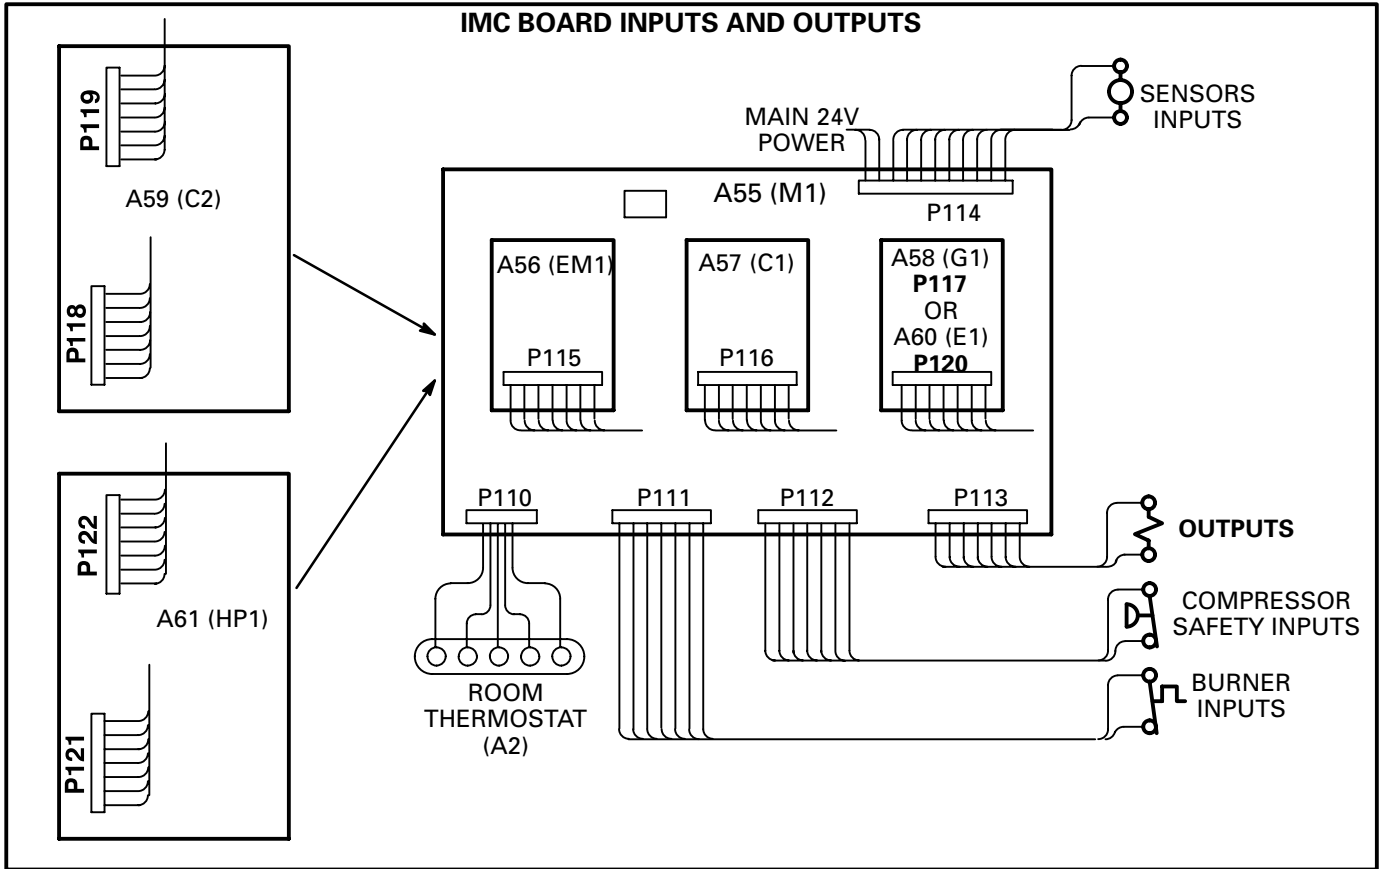 IMC BOARD INPUTS AND OUTPUTS
P119
A59 (C2)
P118
P122
A61 (HP1)
P121
MAIN 24V
POWER
SENSORS
INPUTS
A55 (M1)
P114
A56 (EM1)
P115
A57 (C1)
P116
A58 (G1)
P117
OR
A60 (E1)
P120
P110
P111
P112
P113
OUTPUTS
COMPRESSOR
SAFETY INPUTS
BURNER
INPUTS
ROOM
THERMOSTAT
(A2)